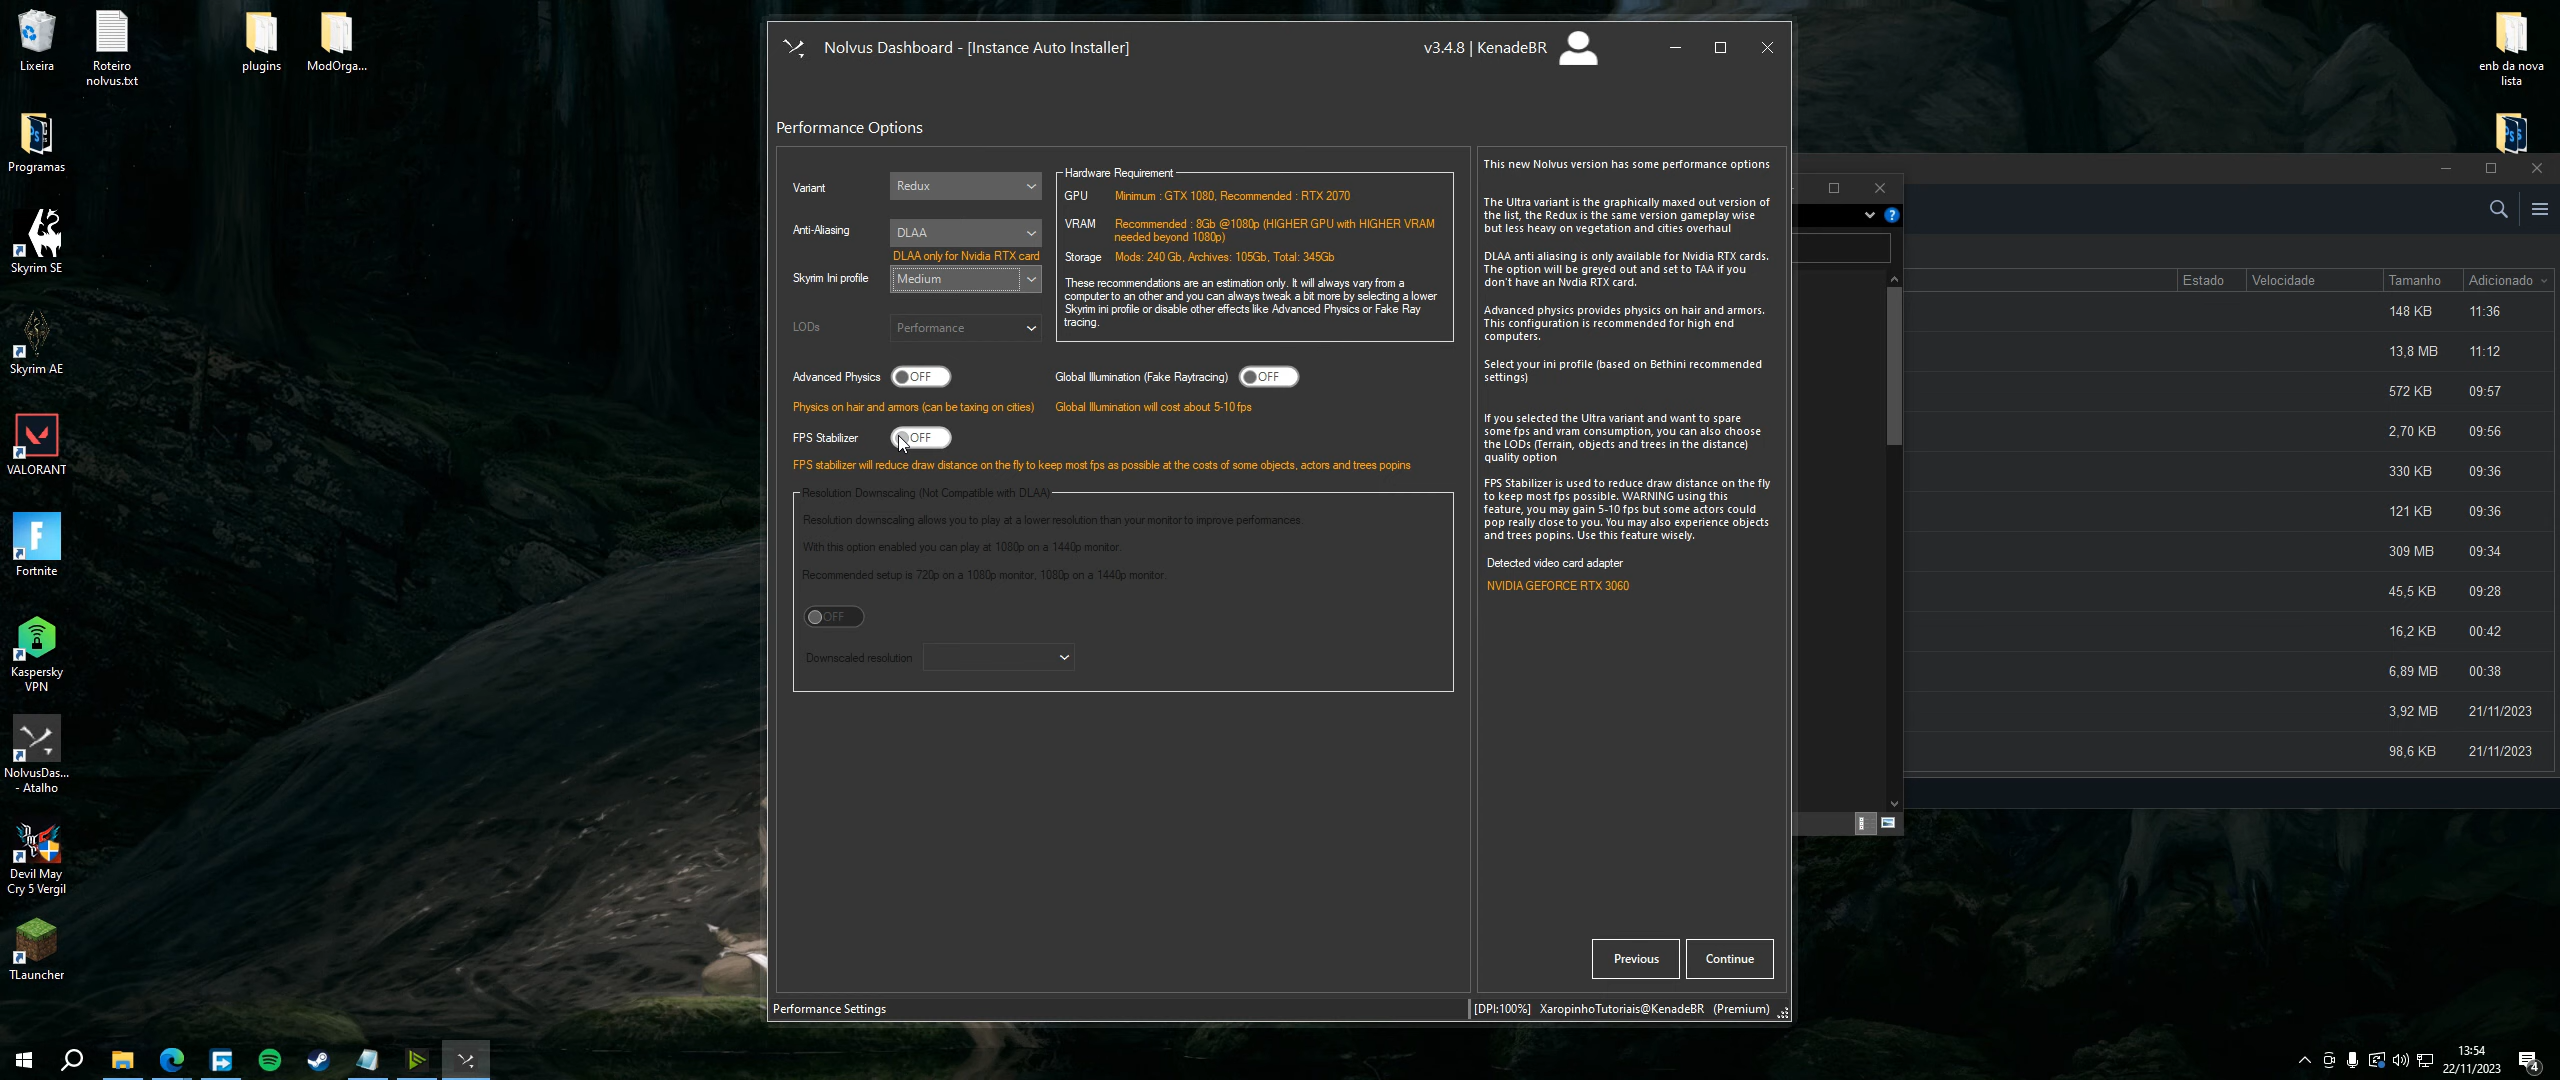 Lixeira
Roteiro
nolvus.txt
plugins
ModOrga...
Programas
Skyrim SE
Skyrim AE
VALORANT
Fortnite
Kaspersky
VPN
NolvusDas...
- Atalho
Devil May
Cry 5 Vergil
TLauncher
Nolvus Dashboard - [Instance Auto Installer]
v3.4.8 | KenadeBR
Performance Options
Variant
Redux
Anti-Aliasing
DLAA
DLAA only for Nvidia RTX card
Skyrim Ini profile
Medium
LODs
Performance
Hardware Requirement
GPU Minimum : GTX 1080, Recommended : RTX 2070
VRAM Recommended : 8Gb @1080p (HIGHER GPU with HIGHER VRAM
needed beyond 1080p)
Storage Mods: 240 Gb, Archives: 105Gb, Total: 345Gb
These recommendations are an estimation only. It will always vary from a
computer to an other and you can always tweak a bit more by selecting a lower
Skyrim ini profile or disable other effects like Advanced Physics or Fake Ray
tracing.
Advanced Physics OFF
Global Illumination (Fake Raytracing) OFF
Physics on hair and armors (can be taxing on cities)
Global Illumination will cost about 5-10 fps
FPS Stabilizer OFF
FPS stabilizer will reduce draw distance on the fly to keep most fps as possible at the costs of some objects, actors and trees popins
Resolution Downscaling (Not Compatible with DLAA)
Resolution downscaling allows you to play at a lower resolution than your monitor to improve performances:
With this option enabled you can play at 1080p on a 1440p monitor.
Recommended setup is 720p on a 1080p monitor, 1080p on a 1440p monitor.
OFF
Downscaled resolution
This new Nolvus version has some performance options
The Ultra variant is the graphically maxed out version of
the list, the Redux is the same version gameplay wise
but less heavy on vegetation and cities overhaul
DLAA anti aliasing is only available for Nvidia RTX cards.
The option will be greyed out and set to TAA if you
don't have an Nvdia RTX card.
Advanced physics provides physics on hair and armors.
This configuration is recommended for high end
computers.
Select your ini profile (based on Bethini recommended
settings)
If you selected the Ultra variant and want to spare
some fps and vram consumption, you can also choose
the LODs (Terrain, objects and trees in the distance)
quality option
FPS Stabilizer is used to reduce draw distance on the fly
to keep most fps possible. WARNING using this
feature, you may gain 5-10 fps but some actors could
pop really close to you. You may also experience objects
and trees popins. Use this feature wisely.
Detected video card adapter
NVIDIA GEFORCE RTX 3060
Previous
Continue
Performance Settings
[DPI:100%] XaropinhoTutoriais@KenadeBR (Premium)
enb da nova
lista
Estado Velocidade Tamanho Adicionado
148 KB 11:36
13,8 MB 11:12
572 KB 09:57
2,70 MB 09:56
330 KB 09:36
121 KB 09:36
309 MB 09:34
45,5 KB 09:28
16,2 KB 00:42
6,89 MB 00:38
3,92 MB 21/11/2023
98,6 KB 21/11/2023
13:54
22/11/2023
4